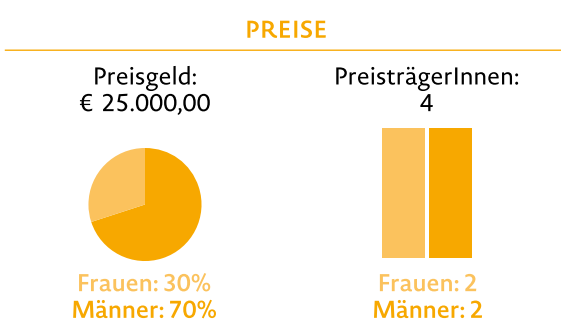 PREISE
Preisgeld:
€ 25.000,00
Frauen: 30%
Männer: 70%
PreisträgerInnen:
4
Frauen: 2
Männer: 2